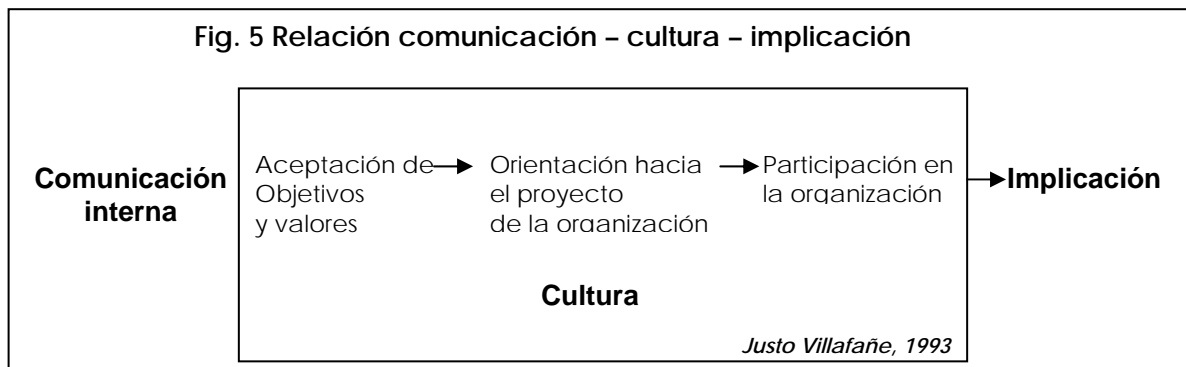 Fig. 5 Relación comunicación – cultura – implicación
Comunicación
interna
Aceptación de
Objetivos
y valores
Orientación hacia
el proyecto
de la organización
Participación en
la organización
Implicación
Cultura
Justo Villafañe, 1993